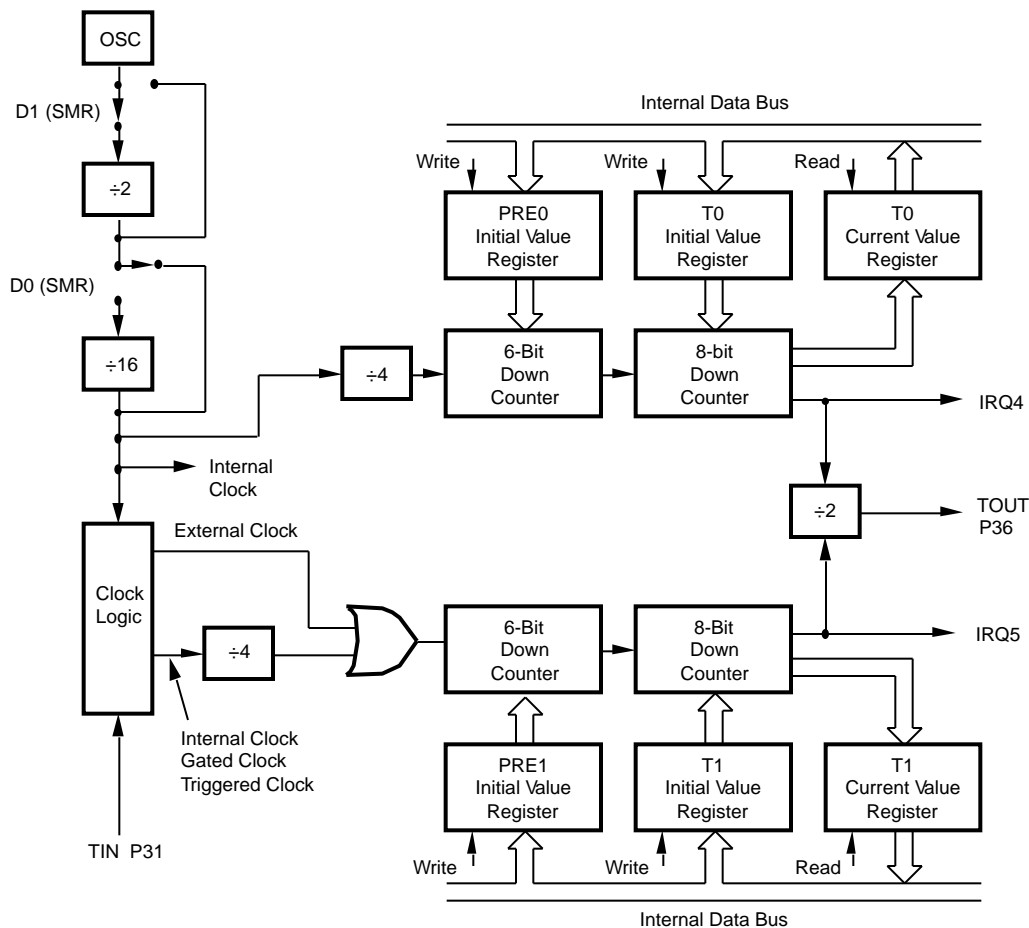 OSC
D1 (SMR)
÷2
D0 (SMR)
÷16
Internal Data Bus
Write
Write
Read
PRE0
Initial Value
Register
T0
Initial Value
Register
T0
Current Value
Register
÷4
6-Bit
Down
Counter
8-bit
Down
Counter
IRQ4
Internal
Clock
÷2
TOUT
P36
External Clock
Clock
Logic
÷4
6-Bit
Down
Counter
8-Bit
Down
Counter
IRQ5
Internal Clock
Gated Clock
Triggered Clock
PRE1
Initial Value
Register
T1
Initial Value
Register
T1
Current Value
Register
TIN P31
Write
Write
Read
Internal Data Bus